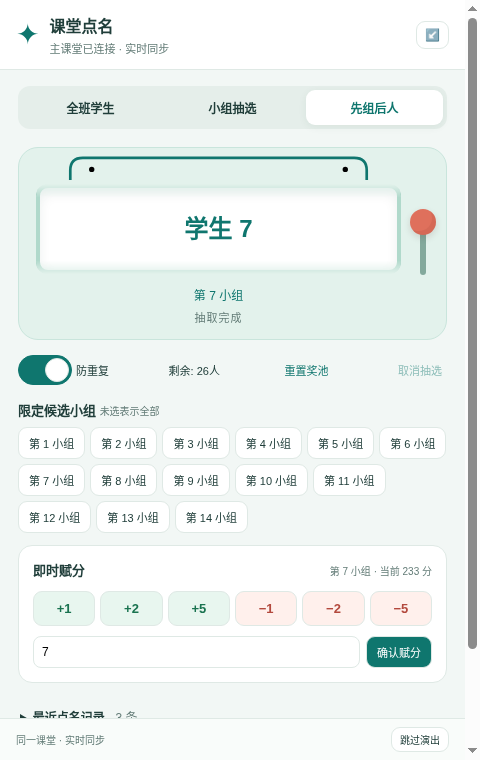 课堂点名
主课堂已连接 · 实时同步
全班学生 小组抽选 先组后人
学生 7
第 7 小组
抽取完成
防重复 剩余: 26人 重置奖池 取消抽选
限定候选小组 未选表示全部
第 1 小组 第 2 小组 第 3 小组 第 4 小组 第 5 小组 第 6 小组
第 7 小组 第 8 小组 第 9 小组 第 10 小组 第 11 小组
第 12 小组 第 13 小组 第 14 小组
即时赋分 第 7 小组 · 当前 233 分
+1 +2 +5 −1 −2 −5
7 确认赋分
最近点名记录 · 3 条
同一课堂 · 实时同步 跳过演出